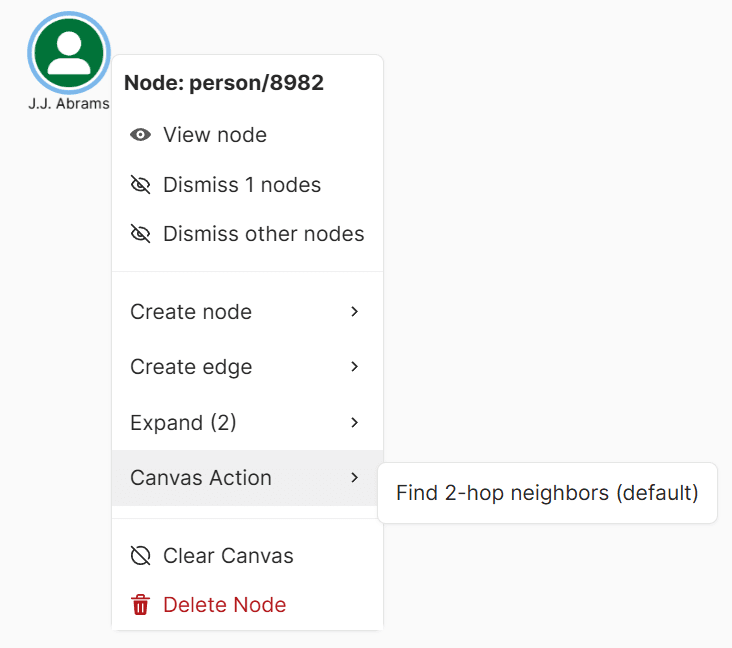 J.J. Abrams
Node: person/8982
View node
Dismiss 1 nodes
Dismiss other nodes
Create node
Create edge
Expand (2)
Canvas Action
Find 2-hop neighbors (default)
Clear Canvas
Delete Node